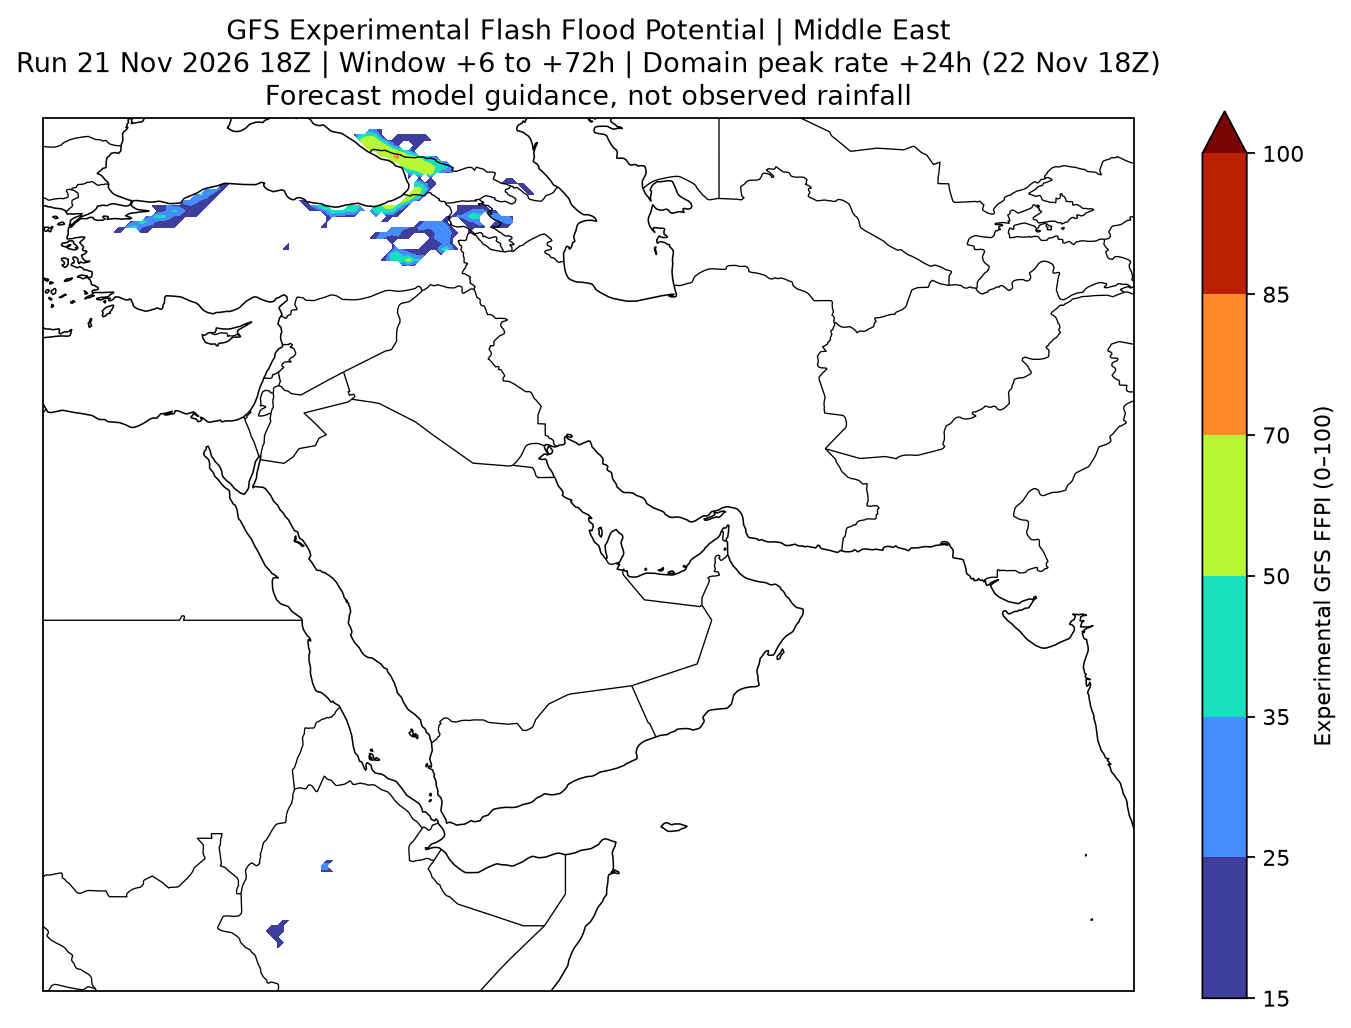 GFS Experimental Flash Flood Potential | Middle East
Run 21 Nov 2026 18Z | Window +6 to +72h | Domain peak rate +24h (22 Nov 18Z)
Forecast model guidance, not observed rainfall
100
85
70
50
35
25
15
Experimental GFS FFPI (0–100)